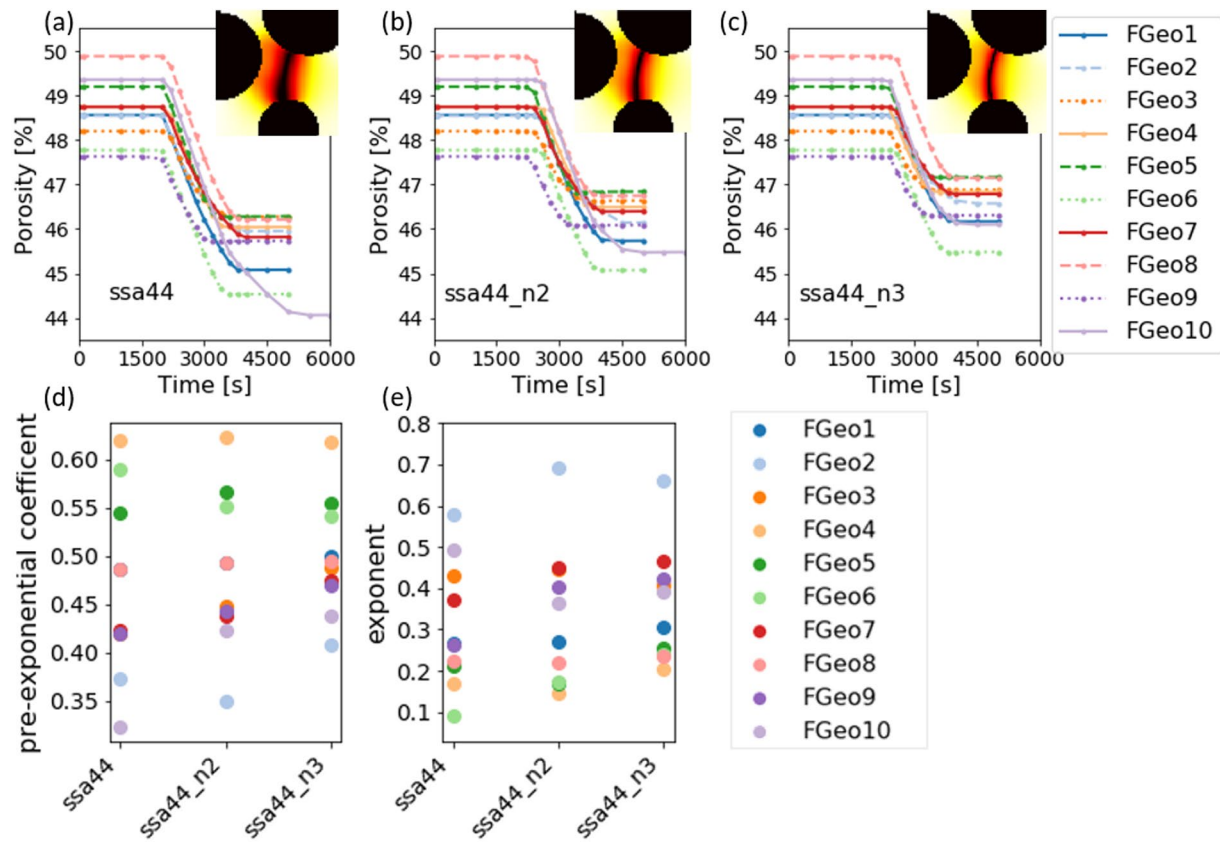 (a)
(b)
(c)
50
49
48
47
46
45
44
Porosity [%]
ssa44
0 1500 3000 4500 6000
Time [s]
50
49
48
47
46
45
44
Porosity [%]
ssa44_n2
0 1500 3000 4500 6000
Time [s]
50
49
48
47
46
45
44
Porosity [%]
ssa44_n3
0 1500 3000 4500 6000
Time [s]
FGeo1
FGeo2
FGeo3
FGeo4
FGeo5
FGeo6
FGeo7
FGeo8
FGeo9
FGeo10
(d)
pre-exponential coefficent
0.60
0.55
0.50
0.45
0.40
0.35
ssa44
ssa44_n2
ssa44_n3
(e)
exponent
0.8
0.7
0.6
0.5
0.4
0.3
0.2
0.1
ssa44
ssa44_n2
ssa44_n3
FGeo1
FGeo2
FGeo3
FGeo4
FGeo5
FGeo6
FGeo7
FGeo8
FGeo9
FGeo10